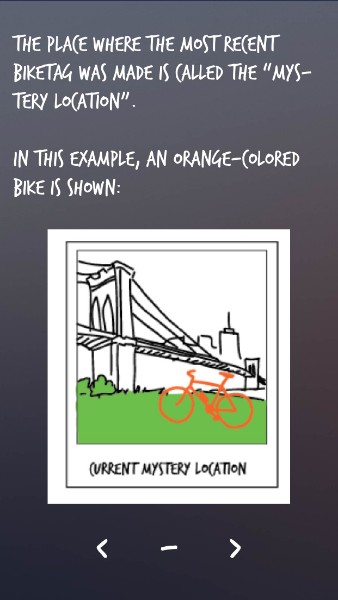 THE PLACE WHERE THE MOST RECENT
BIKETAG WAS MADE IS CALLED THE "MYS-
TERY LOCATION".
IN THIS EXAMPLE, AN ORANGE-COLORED
BIKE IS SHOWN:
CURRENT MYSTERY LOCATION